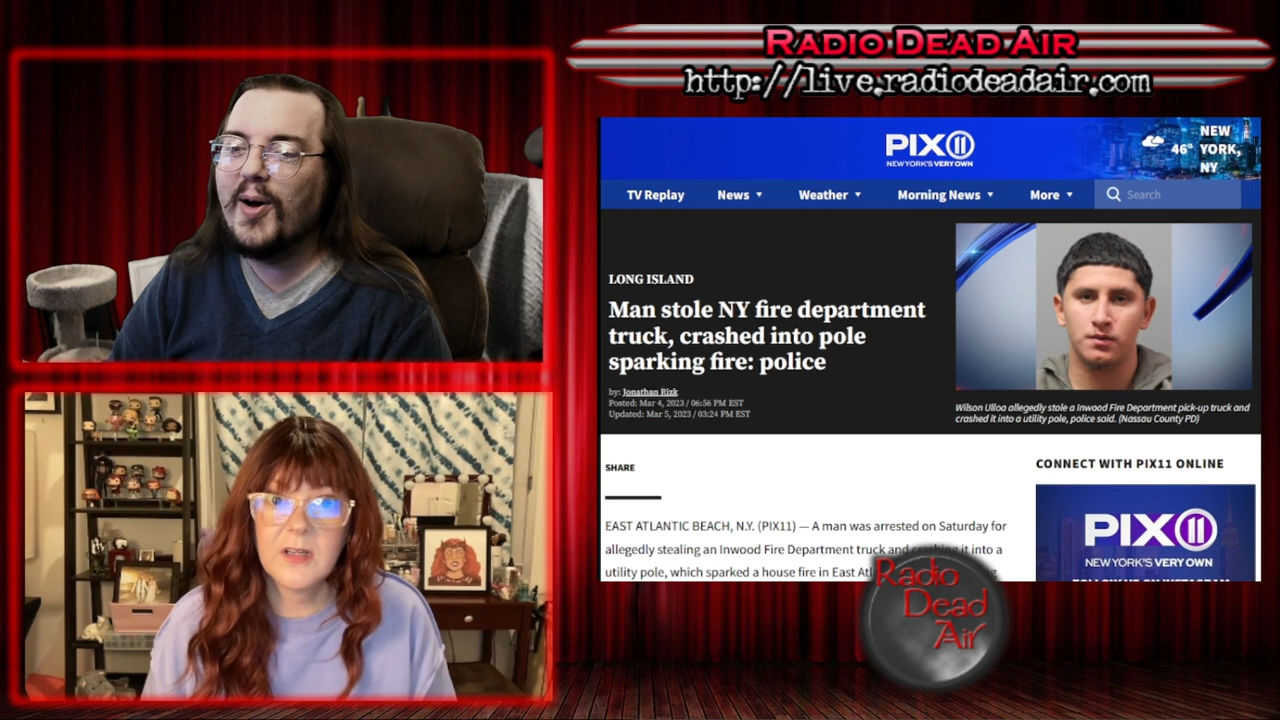 RADIO DEAD AIR
http://live.radiodeadair.com
PIX11
NEW YORK'S VERY OWN
46°
NEW
YORK,
NY
TV Replay
News
Weather
Morning News
More
Search
LONG ISLAND
Man stole NY fire department
truck, crashed into pole
sparking fire: police
by: Jonathan Rizk
Posted: Mar 4, 2023 / 06:56 PM EST
Updated: Mar 5, 2023 / 03:24 PM EST
Wilson Ulloa allegedly stole a Inwood Fire Department pick-up truck and
crashed it into a utility pole, police said. (Nassau County PD)
SHARE
CONNECT WITH PIX11 ONLINE
EAST ATLANTIC BEACH, N.Y. (PIX11) — A man was arrested on Saturday for
allegedly stealing an Inwood Fire Department truck and crashing it into a
utility pole, which sparked a house fire in East
PIX11
NEW YORK'S VERY OWN
Radio
Dead
Air